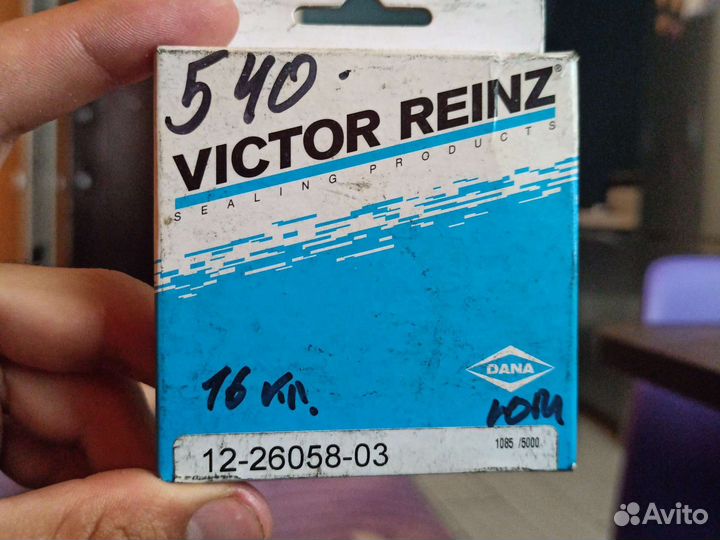 540.
VICTOR REINZ®
SEALING PRODUCTS
DANA
16 кл.
12-26058-03
1085 /5000
Avito